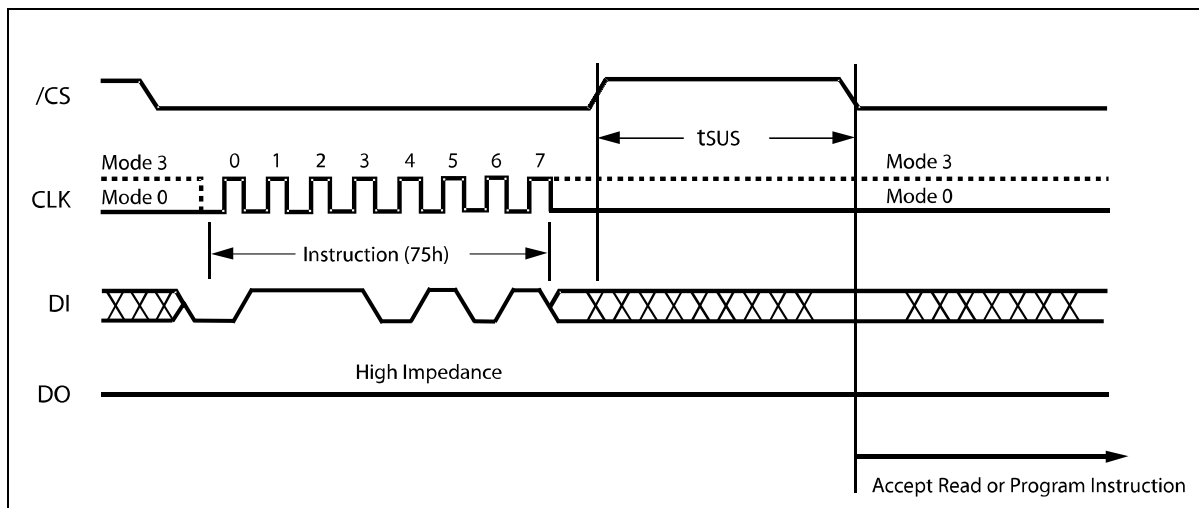 /CS
tSUS
Mode 3
0 1 2 3 4 5 6 7
Mode 3
CLK
Mode 0
Mode 0
Instruction (75h)
DI
High Impedance
DO
Accept Read or Program Instruction